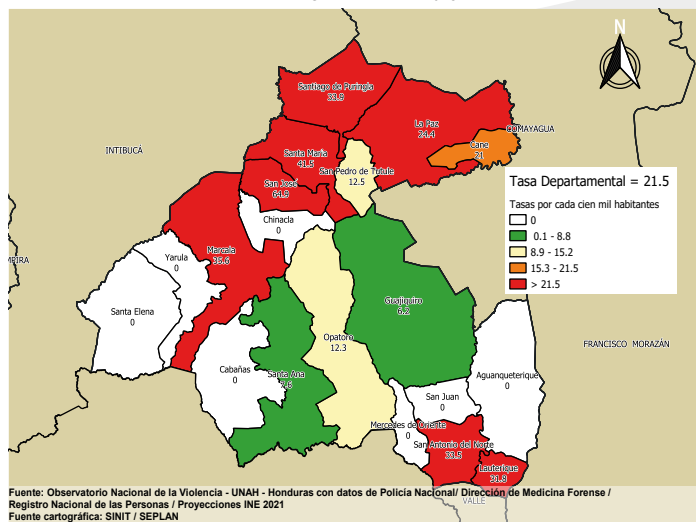 N
Santiago de Puringla
23.9
La Paz
24.4
COMAYAGUA
Cane
21
INTIBUCÁ
Santa María
41.5
San Pedro de Tutule
12.5
San José
64.9
Tasa Departamental = 21.5
Tasas por cada cien mil habitantes
0
0.1 - 8.8
8.9 - 15.2
15.3 - 21.5
> 21.5
Chinacla
0
Marcala
35.6
Yarula
0
MPIRA
Guajiquiro
6.2
Santa Elena
0
Opatoro
12.3
FRANCISCO MORAZÁN
Cabañas
0
Santa Ana
7.6
Aguanqueterique
0
San Juan
0
Mercedes de Oriente
0
San Antonio del Norte
Lauterique
31.8
VALLE
Fuente: Observatorio Nacional de la Violencia - UNAH - Honduras con datos de Policía Nacional/ Dirección de Medicina Forense /
Registro Nacional de las Personas / Proyecciones INE 2021
Fuente cartográfica: SINIT / SEPLAN